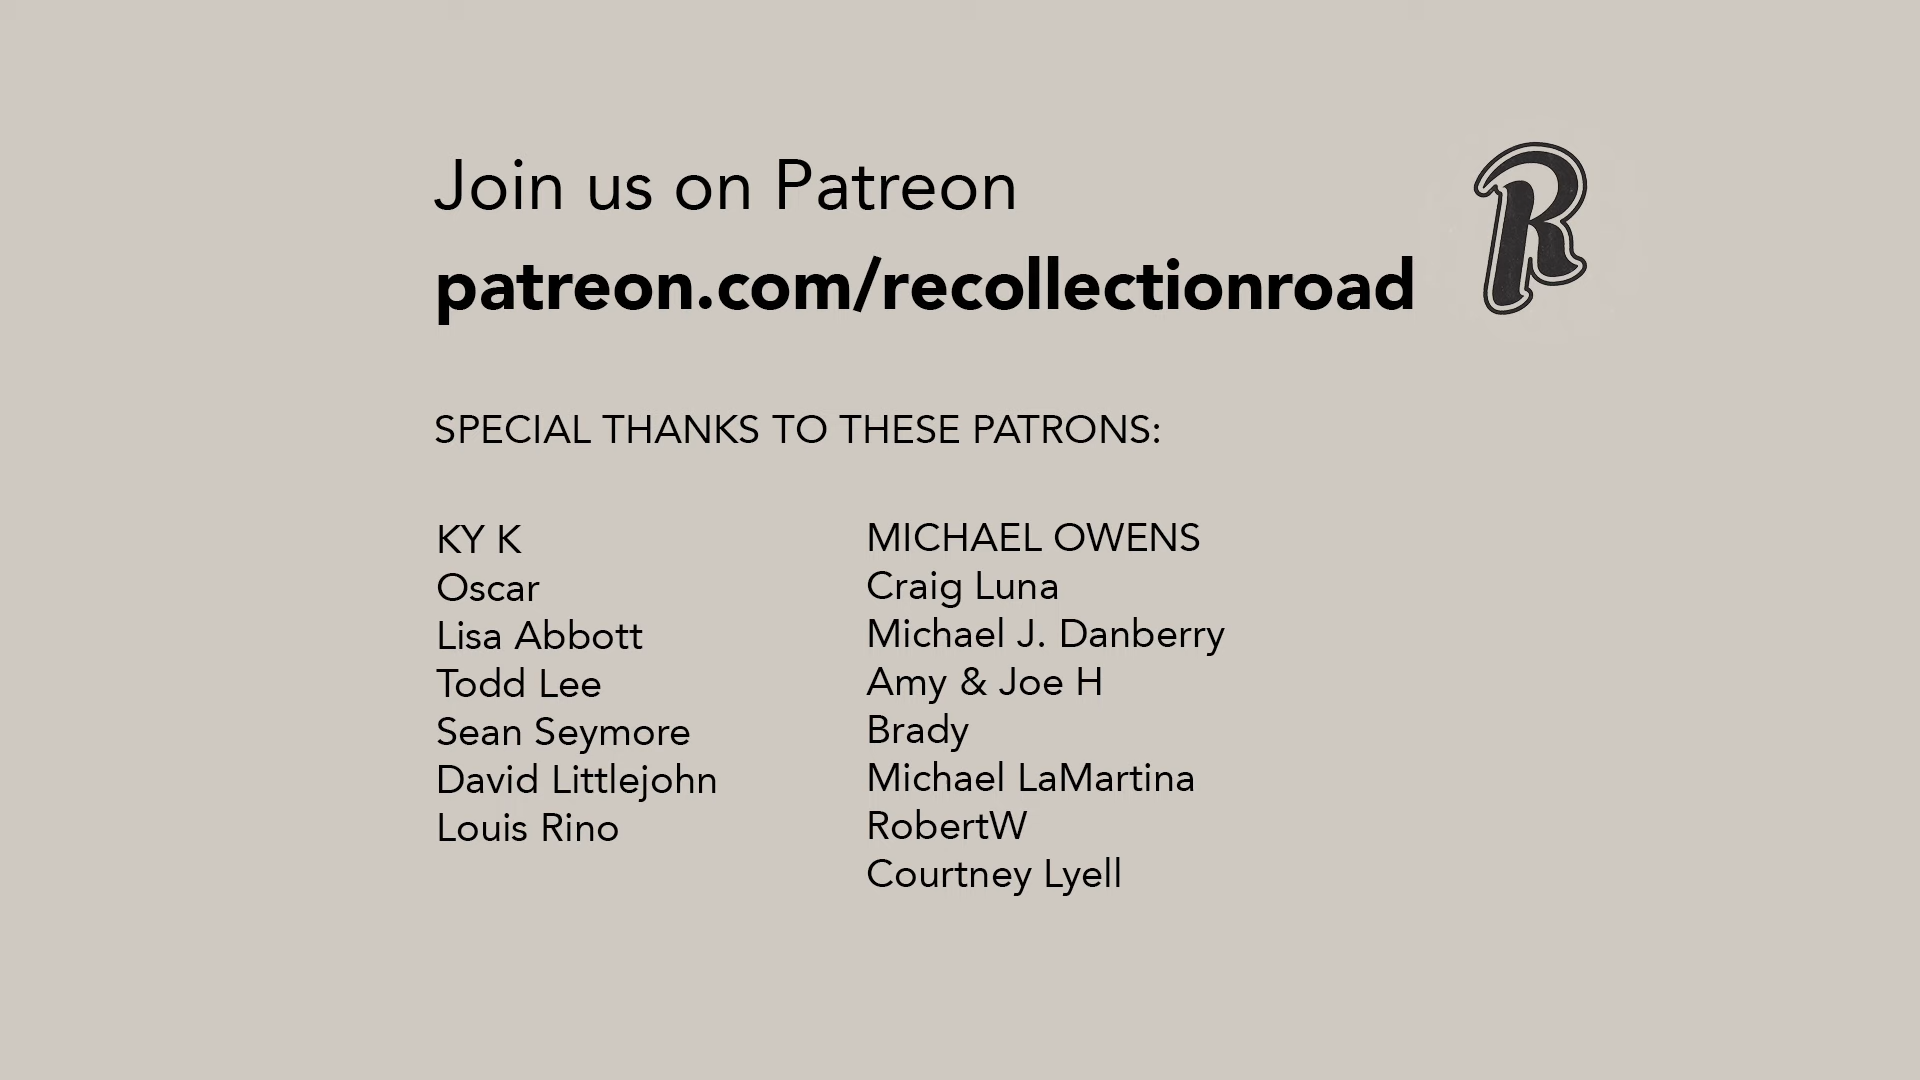 Join us on Patreon
patreon.com/recollectionroad
R
SPECIAL THANKS TO THESE PATRONS:
KY K
Oscar
Lisa Abbott
Todd Lee
Sean Seymore
David Littlejohn
Louis Rino
MICHAEL OWENS
Craig Luna
Michael J. Danberry
Amy & Joe H
Brady
Michael LaMartina
RobertW
Courtney Lyell